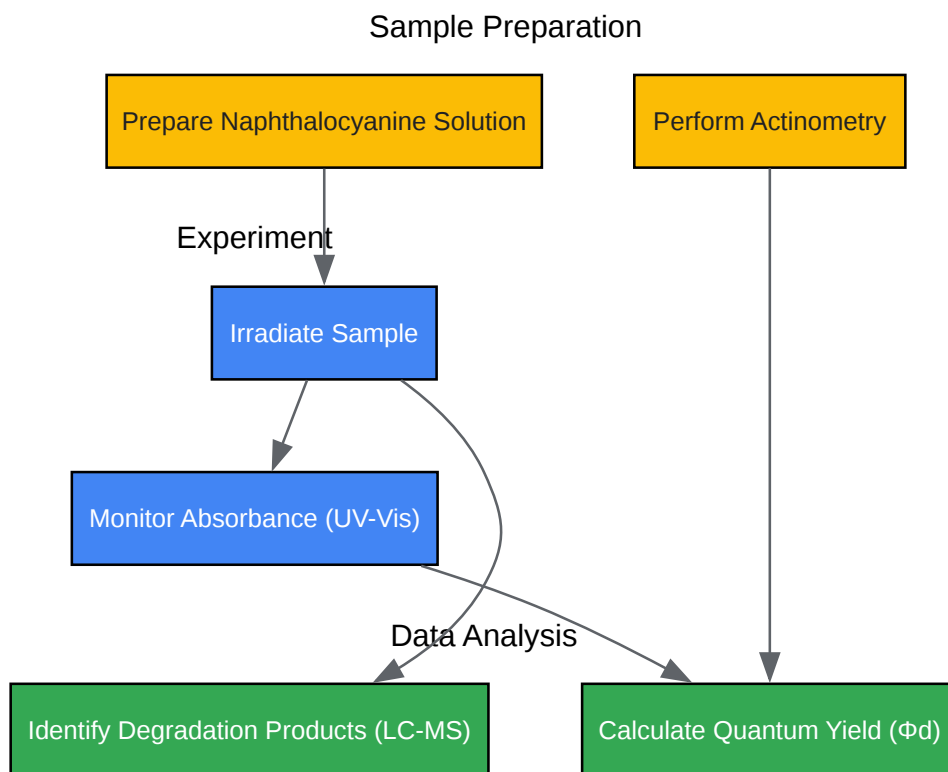 Sample Preparation
Prepare Naphthalocyanine Solution
Perform Actinometry
Experiment
Irradiate Sample
Monitor Absorbance (UV-Vis)
Data Analysis
Identify Degradation Products (LC-MS)
Calculate Quantum Yield (Φd)